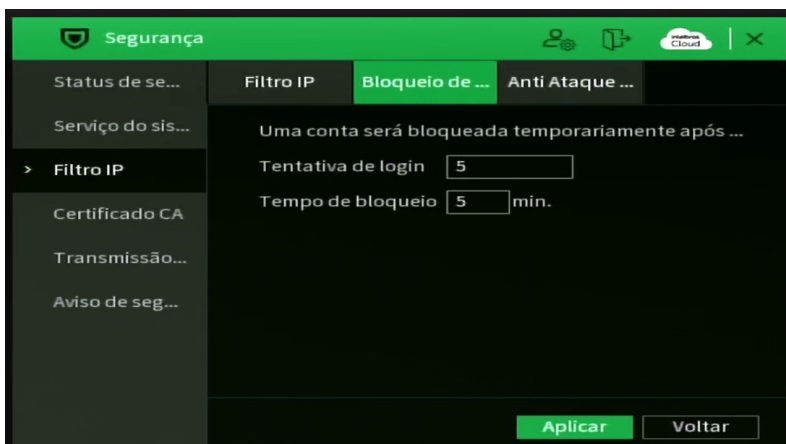 Segurança
intelbras
Cloud
Status de se...
Filtro IP
Bloqueio de ...
Anti Ataque ...
Serviço do sis...
Uma conta será bloqueada temporariamente após ...
> Filtro IP
Tentativa de login 5
Tempo de bloqueio 5 min.
Certificado CA
Transmissão...
Aviso de seg...
Aplicar
Voltar